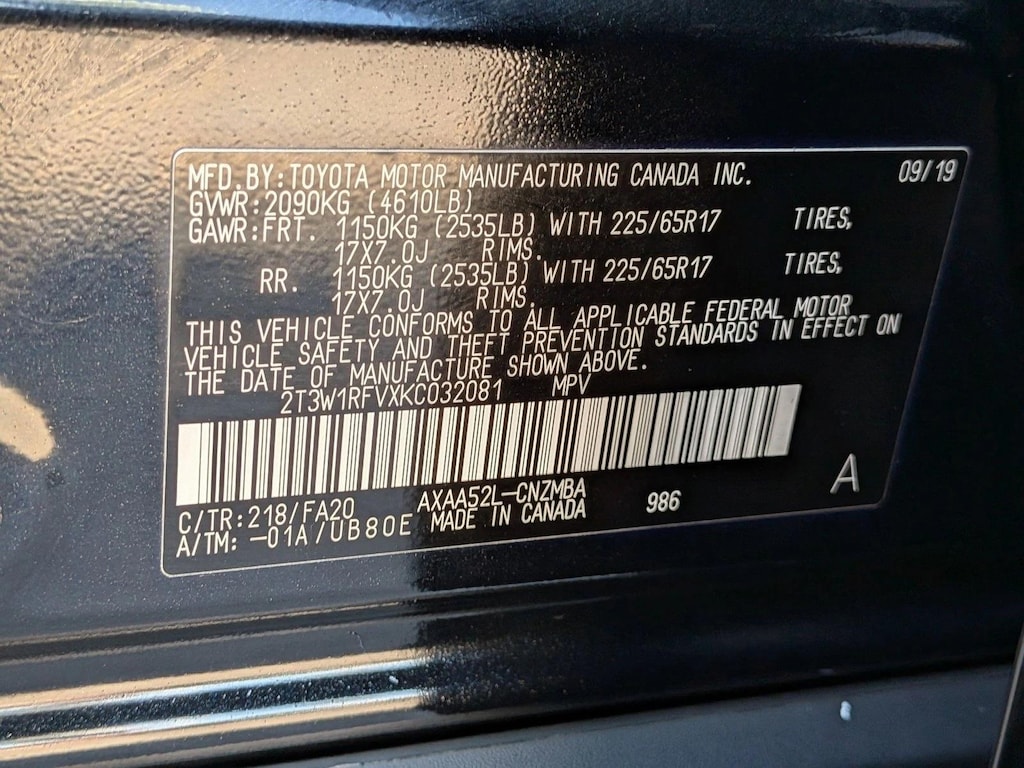 MFD.BY:TOYOTA MOTOR MANUFACTURING CANADA INC. 09/19
GVWR:2090KG (4610LB)
GAWR:FRT. 1150KG (2535LB) WITH 225/65R17 TIRES,
17X7.0J RIMS.
RR. 1150KG (2535LB) WITH 225/65R17 TIRES,
17X7.0J RIMS.
THIS VEHICLE CONFORMS TO ALL APPLICABLE FEDERAL MOTOR
VEHICLE SAFETY AND THEFT PREVENTION STANDARDS IN EFFECT ON
THE DATE OF MANUFACTURE SHOWN ABOVE.
2T3W1RFVXKC032081 MPV
C/TR:218/FA20 AXAA52L-CNZMBA 986 A
A/TM: -01A/UB80E MADE IN CANADA